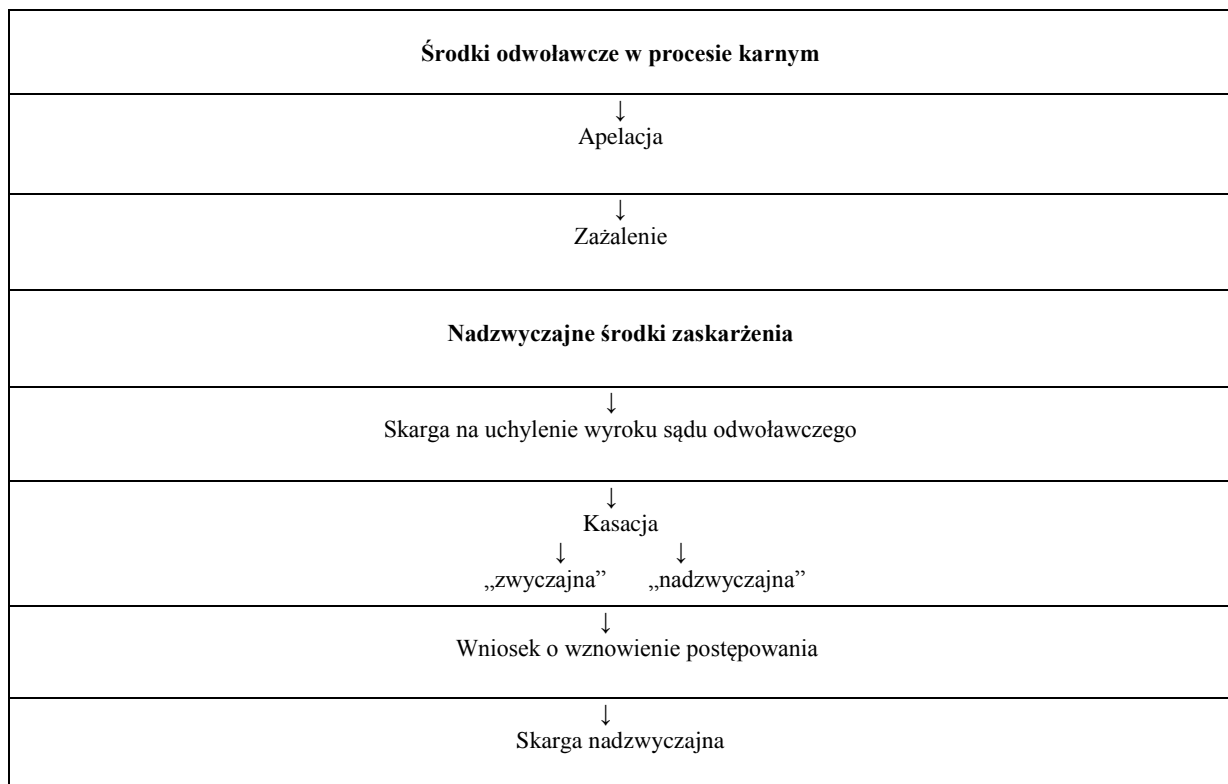 Środki odwoławcze w procesie karnym
↓
Apelacja
↓
Zażalenie
Nadzwyczajne środki zaskarżenia
↓
Skarga na uchylenie wyroku sądu odwoławczego
↓
Kasacja
↓ ↓
„zwyczajna” „nadzwyczajna”
↓
Wniosek o wznowienie postępowania
↓
Skarga nadzwyczajna